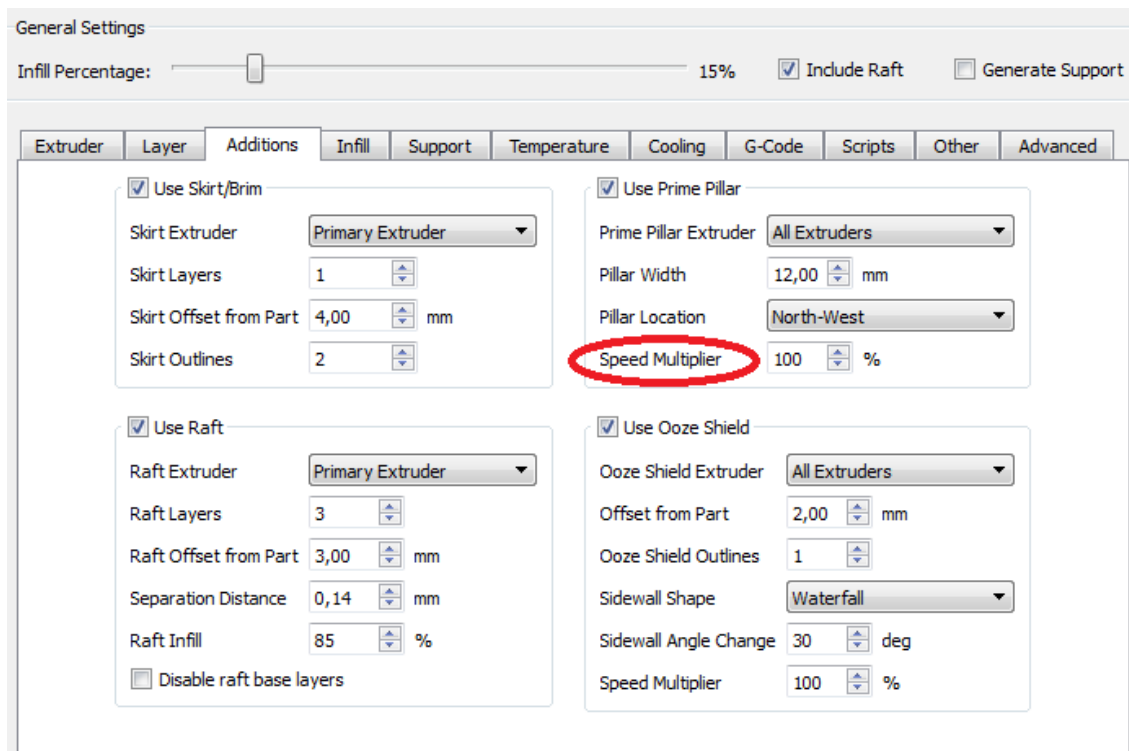 General Settings
Infill Percentage: 15% Include Raft Generate Support
Extruder Layer Additions Infill Support Temperature Cooling G-Code Scripts Other Advanced
Use Skirt/Brim
Skirt Extruder Primary Extruder
Skirt Layers 1
Skirt Offset from Part 4,00 mm
Skirt Outlines 2
Use Prime Pillar
Prime Pillar Extruder All Extruders
Pillar Width 12,00 mm
Pillar Location North-West
Speed Multiplier 100 %
Use Raft
Raft Extruder Primary Extruder
Raft Layers 3
Raft Offset from Part 3,00 mm
Separation Distance 0,14 mm
Raft Infill 85 %
Disable raft base layers
Use Ooze Shield
Ooze Shield Extruder All Extruders
Offset from Part 2,00 mm
Ooze Shield Outlines 1
Sidewall Shape Waterfall
Sidewall Angle Change 30 deg
Speed Multiplier 100 %